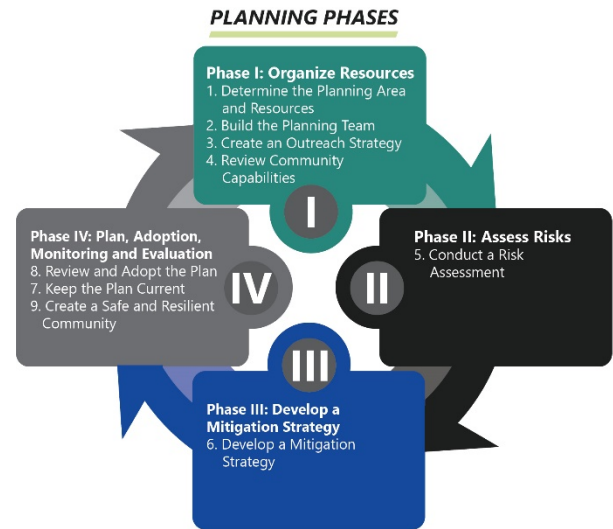 PLANNING PHASES
Phase I: Organize Resources
1. Determine the Planning Area
and Resources
2. Build the Planning Team
3. Create an Outreach Strategy
4. Review Community
Capabilities
I
Phase II: Assess Risks
5. Conduct a Risk
Assessment
II
Phase III: Develop a
Mitigation Strategy
6. Develop a Mitigation
Strategy
III
Phase IV: Plan, Adoption,
Monitoring and Evaluation
8. Review and Adopt the Plan
7. Keep the Plan Current
9. Create a Safe and Resilient
Community
IV